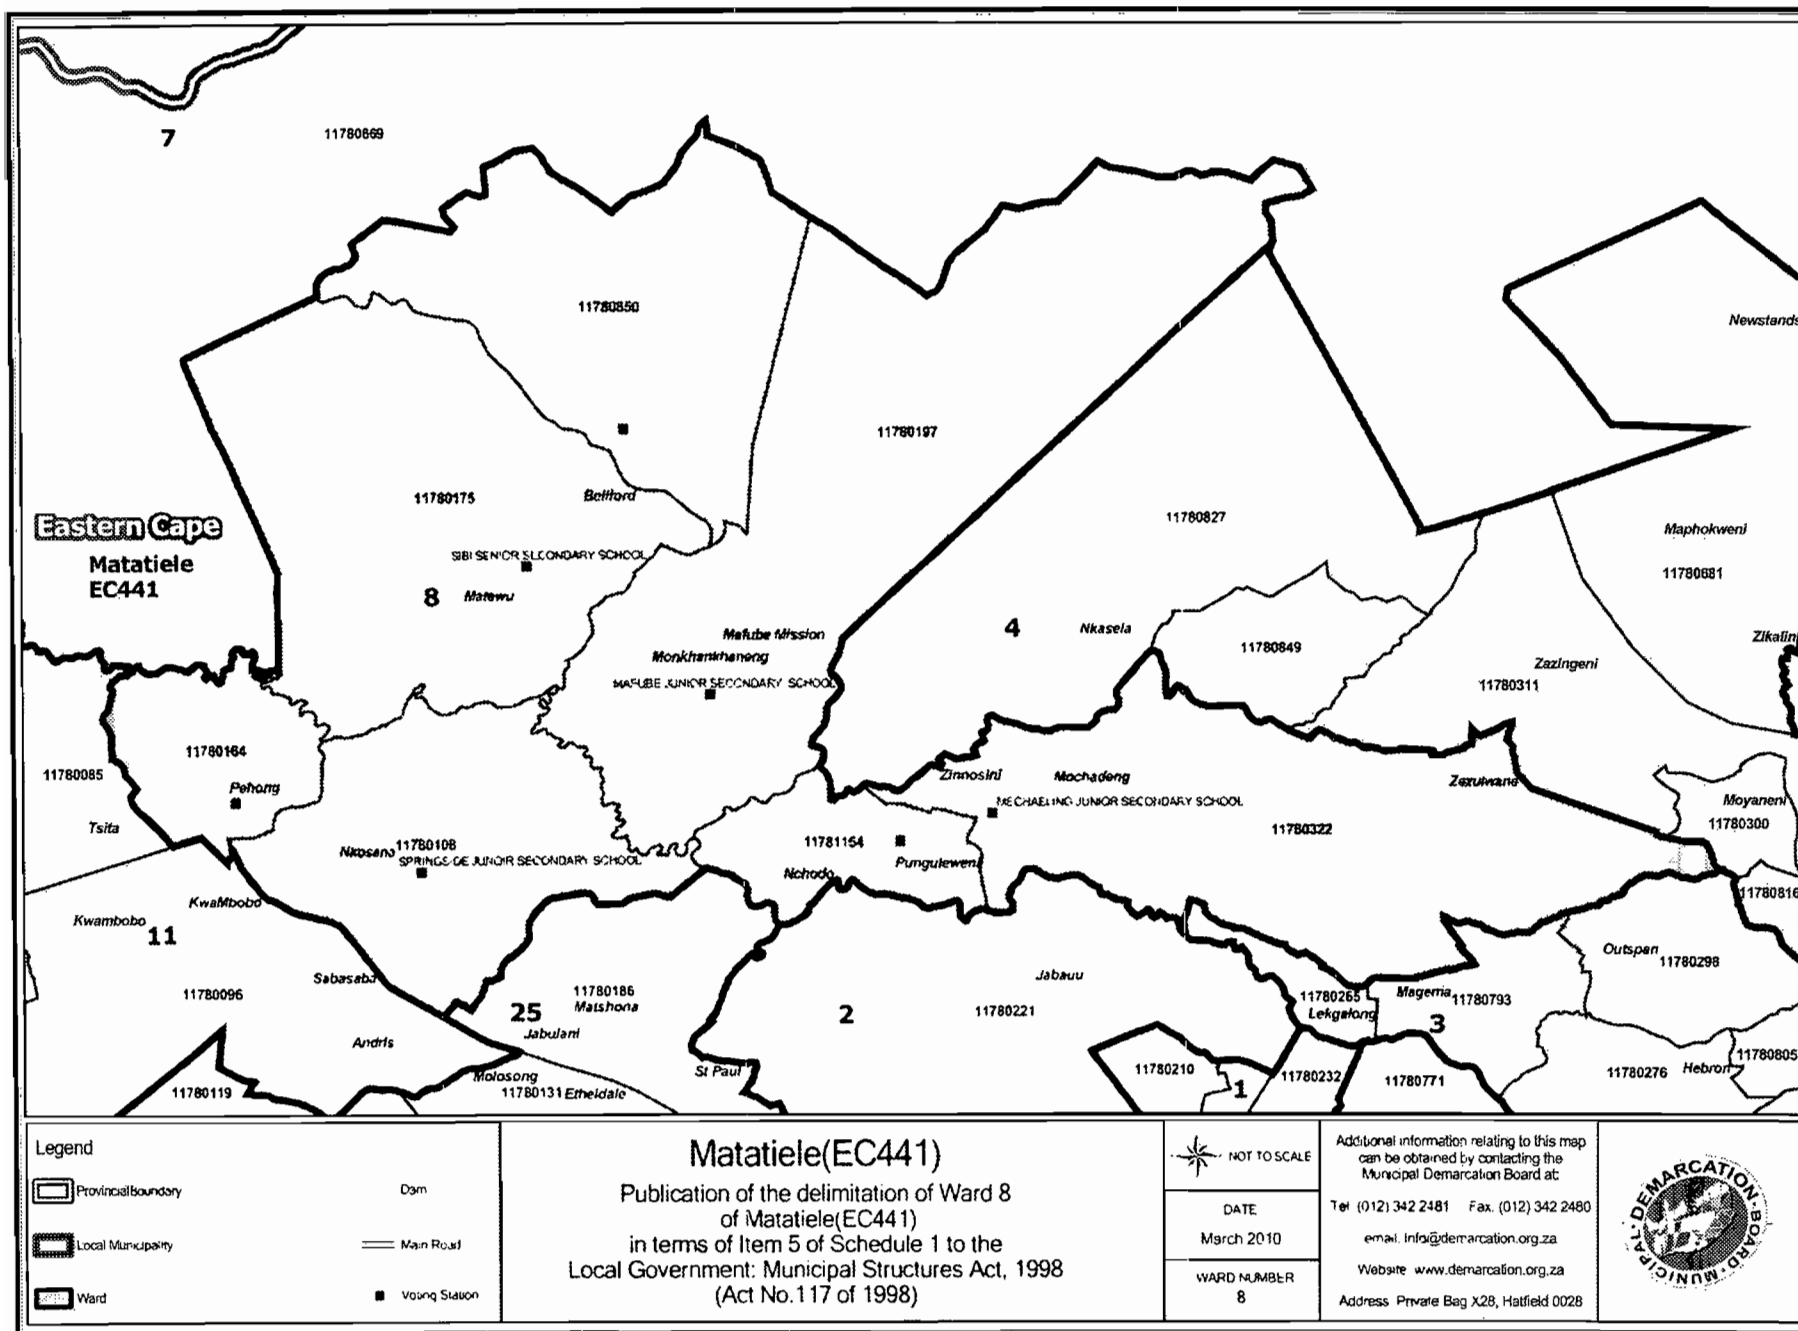 7
11780869
11780850
Newstands
11780197
11780175
Bellford
11780827
Eastern Cape
Maphokweni
Matatiele
EC441
SIBI SENIOR SECONDARY SCHOOL
11780681
8
Matewu
4
Nkasela
Mafube Mission
Monkhankhaneng
11780849
Zazingeni
MAFUBE JUNIOR SECONDARY SCHOOL
11780311
11780164
11780085
Pehong
Zinnosini
Mochadeng
Moyaneni
MECHAELING JUNIOR SECONDARY SCHOOL
11780300
Tsita
11780322
11781154
Nkosana
11780108
Punguleweni
SPRINGSIDE JUNOIR SECONDARY SCHOOL
Nchodo
11780816
KwaMbobo
Kwambobo
11
Outspan
11780298
Sabasaba
Jabauu
11780096
11780186
Matshona
11780221
11780265
Lekgalong
11780793
25
2
3
Jabulani
Andris
St Paul
11780210
11780232
11780771
11780276
Hebron
11780805
Molosong
11780119
11780131
Etheldale
1
Legend
Provincial Boundary
Local Municipality
Ward
Dam
Main Road
Voting Station
Matatiele(EC441)
Publication of the delimitation of Ward 8
of Matatiele(EC441)
in terms of Item 5 of Schedule 1 to the
Local Government: Municipal Structures Act, 1998
(Act No.117 of 1998)
NOT TO SCALE
DATE
March 2010
WARD NUMBER
8
Additional information relating to this map
can be obtained by contacting the
Municipal Demarcation Board at:
Tel (012) 342 2481 Fax. (012) 342 2480
email. info@demarcation.org.za
Website www.demarcation.org.za
Address Private Bag X28, Hatfield 0028
MUNICIPAL DEMARCATION BOARD